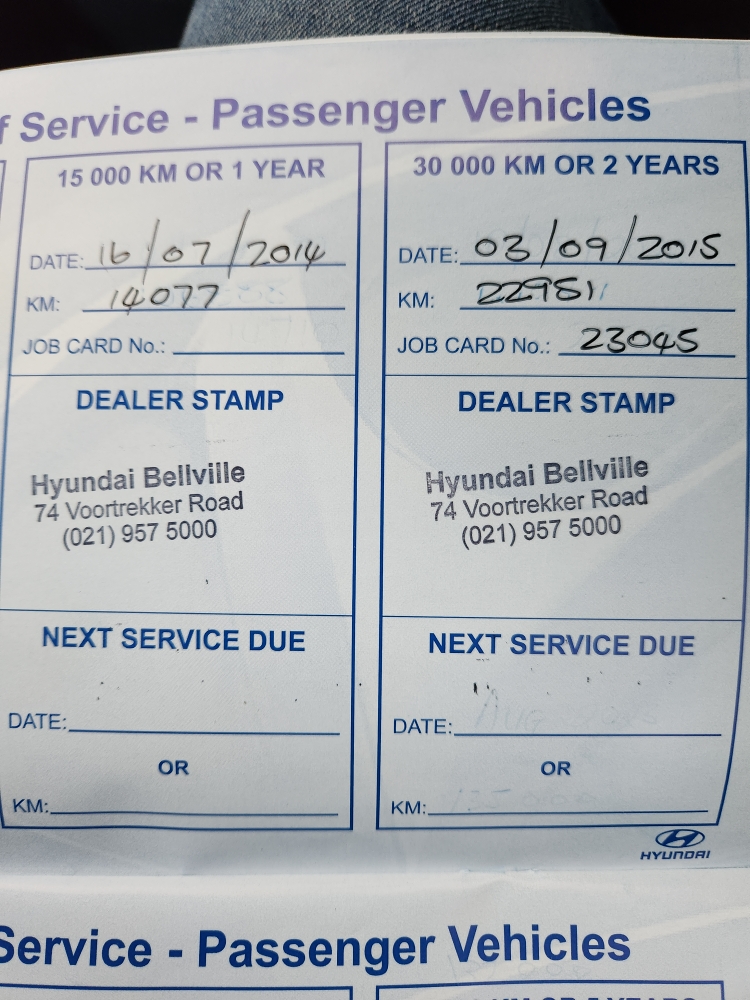 f Service - Passenger Vehicles
15 000 KM OR 1 YEAR
DATE: 16/07/2014
KM: 14077
JOB CARD No.:
DEALER STAMP
Hyundai Bellville
74 Voortrekker Road
(021) 957 5000
NEXT SERVICE DUE
DATE:
OR
KM:
30 000 KM OR 2 YEARS
DATE: 03/09/2015
KM: 22981
JOB CARD No.: 23045
DEALER STAMP
Hyundai Bellville
74 Voortrekker Road
(021) 957 5000
NEXT SERVICE DUE
DATE:
OR
KM:
HYUNDAI
Service - Passenger Vehicles